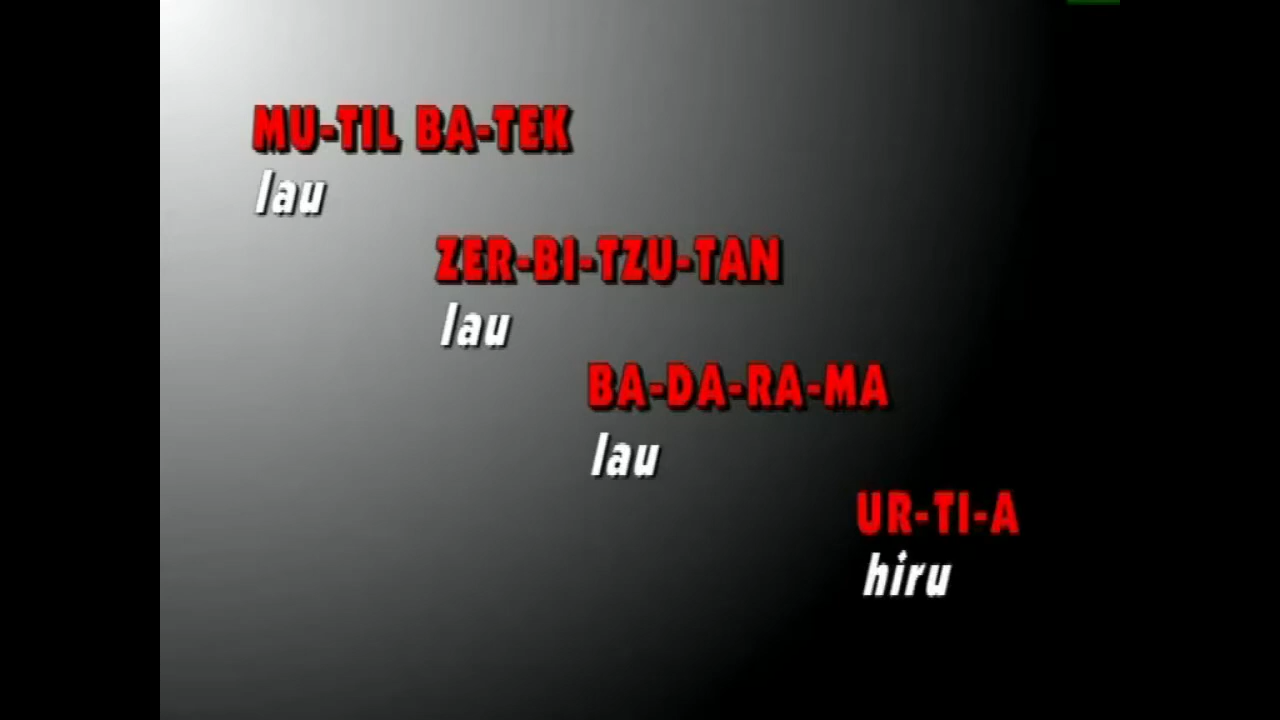 MU-TIL BA-TEK
lau
ZER-BI-TZU-TAN
lau
BA-DA-RA-MA
lau
UR-TI-A
hiru